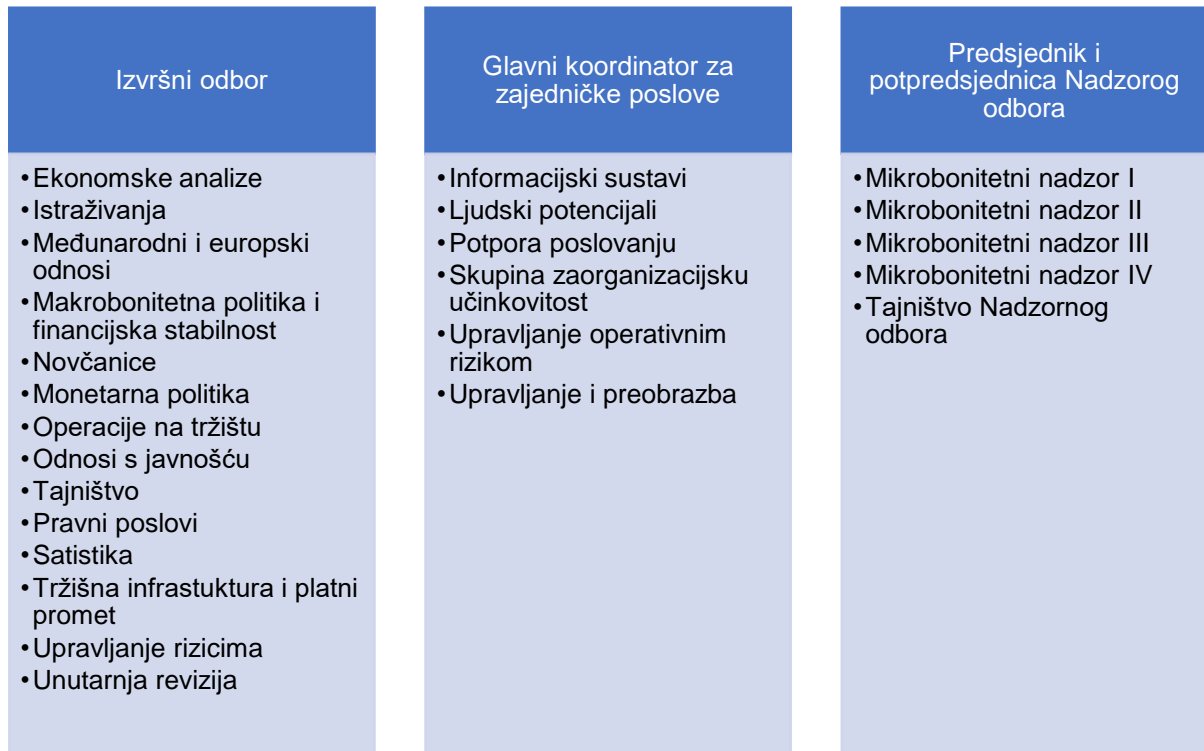 Izvršni odbor
•Ekonomske analize
•Istraživanja
•Međunarodni i europski
odnosi
•Makrobonitetna politika i
financijska stabilnost
•Novčanice
•Monetarna politika
•Operacije na tržištu
•Odnosi s javnošću
•Tajništvo
•Pravni poslovi
•Satistika
•Tržišna infrastuktura i platni
promet
•Upravljanje rizicima
•Unutarnja revizija
Glavni koordinator za
zajedničke poslove
•Informacijski sustavi
•Ljudski potencijali
•Potpora poslovanju
•Skupina zaorganizacijsku
učinkovitost
•Upravljanje operativnim
rizikom
•Upravljanje i preobrazba
Predsjednik i
potpredsjednica Nadzorog
odbora
•Mikrobonitetni nadzor I
•Mikrobonitetni nadzor II
•Mikrobonitetni nadzor III
•Mikrobonitetni nadzor IV
•Tajništvo Nadzornog
odbora